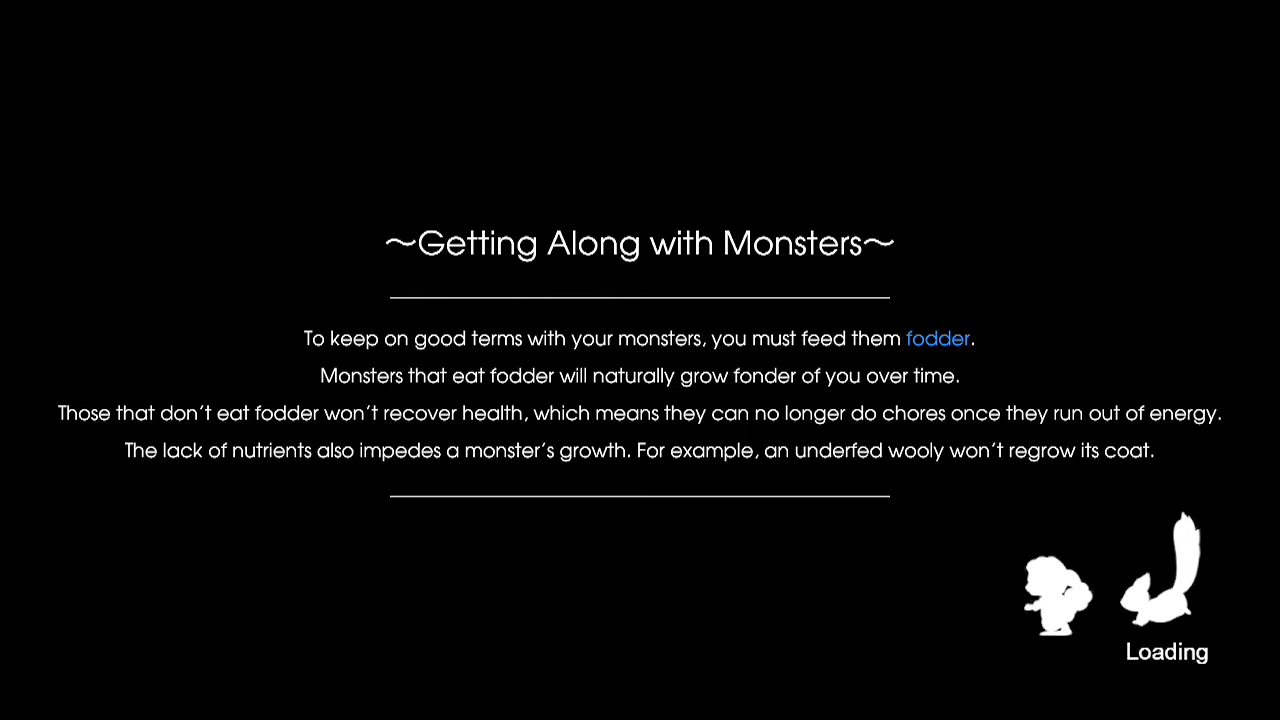 ～Getting Along with Monsters～
To keep on good terms with your monsters, you must feed them fodder.
Monsters that eat fodder will naturally grow fonder of you over time.
Those that don't eat fodder won't recover health, which means they can no longer do chores once they run out of energy.
The lack of nutrients also impedes a monster's growth. For example, an underfed wooly won't regrow its coat.
Loading